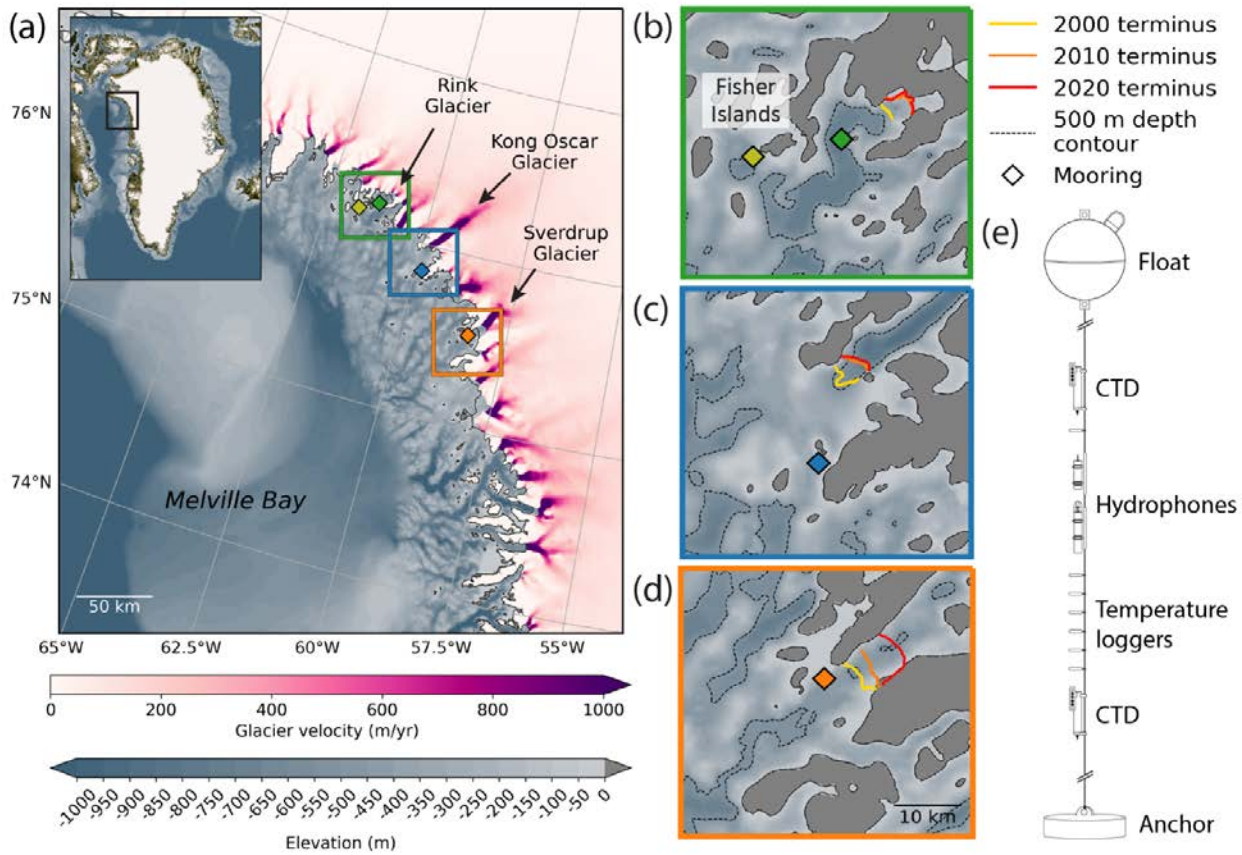 (a)
76°N
75°N
74°N
Rink
Glacier
Kong Oscar
Glacier
Sverdrup
Glacier
Melville Bay
50 km
65°W
62.5°W
60°W
57.5°W
55°W
0
200
400
600
800
1000
Glacier velocity (m/yr)
-1000
-950
-900
-850
-800
-750
-700
-650
-600
-550
-500
-450
-400
-350
-300
-250
-200
-150
-100
-50
0
Elevation (m)
(b)
Fisher
Islands
(c)
(d)
10 km
2000 terminus
2010 terminus
2020 terminus
500 m depth
contour
Mooring
(e)
Float
CTD
Hydrophones
Temperature
loggers
CTD
Anchor